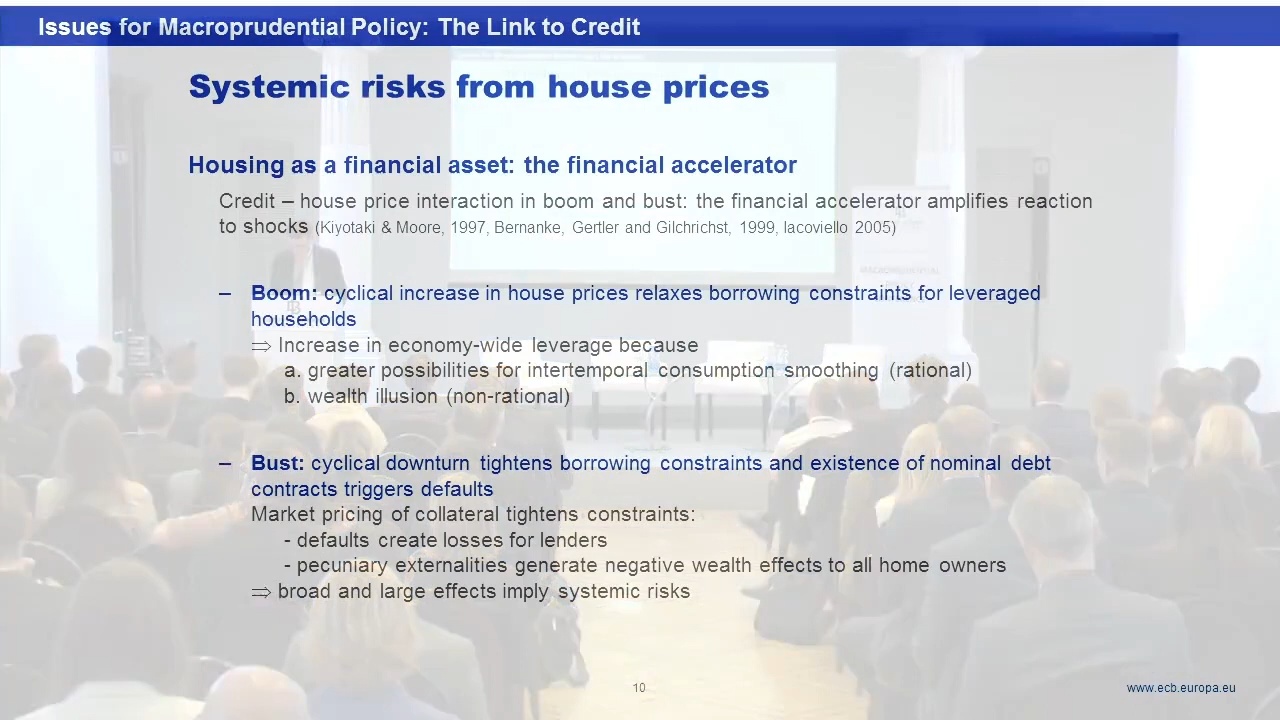 Issues for Macroprudential Policy: The Link to Credit
Systemic risks from house prices
Housing as a financial asset: the financial accelerator
Credit – house price interaction in boom and bust: the financial accelerator amplifies reaction
to shocks (Kiyotaki & Moore, 1997, Bernanke, Gertler and Gilchrichst, 1999, Iacoviello 2005)
– Boom: cyclical increase in house prices relaxes borrowing constraints for leveraged
households
⇒ Increase in economy-wide leverage because
a. greater possibilities for intertemporal consumption smoothing (rational)
b. wealth illusion (non-rational)
– Bust: cyclical downturn tightens borrowing constraints and existence of nominal debt
contracts triggers defaults
Market pricing of collateral tightens constraints:
- defaults create losses for lenders
- pecuniary externalities generate negative wealth effects to all home owners
⇒ broad and large effects imply systemic risks
10
www.ecb.europa.eu